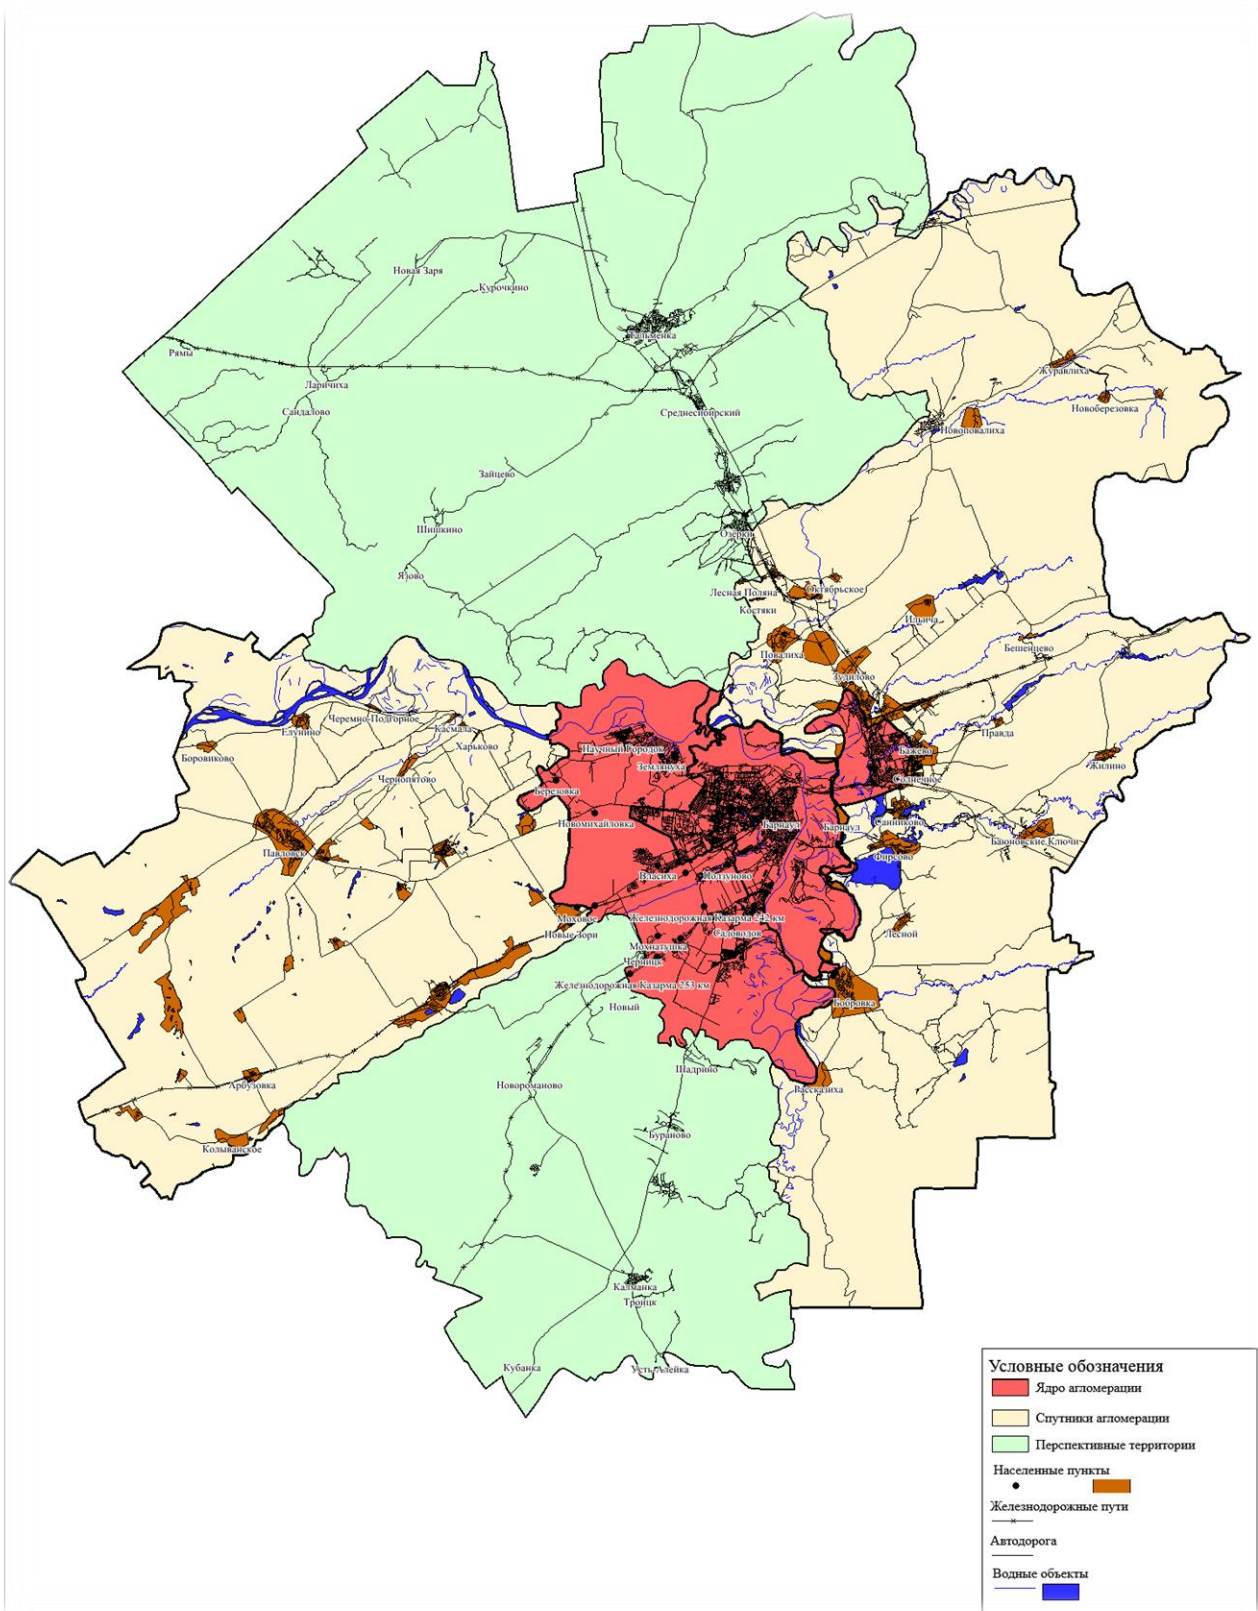 Новая Заря
Курочкино
Тальменка
Рямы
Ларичиха
Сандалово
Среднесибирский
Журавлиха
Новоберезовка
Новоповалиха
Зайцево
Шишкино
Озерки
Язово
Лесная Поляна
Октябрьское
Костяки
Ильича
Повалиха
Бешенцево
Зудилово
Черемно-Подгорное
Елунино
Касмала
Харьково
Боровиково
Чернопятово
Научный Городок
Землянуха
Правда
Бажево
Жилино
Солнечное
Березовка
Новомихайловка
Барнаул
Барнаул
Санниково
Баюновские Ключи
Павловск
Фирсово
Власиха
Ползуново
Моховое
Железнодорожная Казарма 242 км
Новые Зори
Садоводов
Лесной
Мохнатушка
Черницк
Железнодорожная Казарма 253 км
Бобровка
Новый
Арбузовка
Новороманово
Шадрино
Рассказиха
Бураново
Колыванское
Калманка
Троицк
Кубанка
Усть-Алейка
Условные обозначения
Ядро агломерации
Спутники агломерации
Перспективные территории
Населенные пункты
Железнодорожные пути
Автодорога
Водные объекты